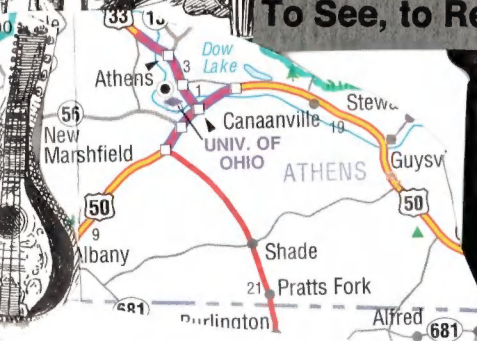 To See, to Re
33
Dow
Lake
3
Athens
1
56
Canaanville
Stew
19
New
Marshfield
UNIV. OF
OHIO
ATHENS
Guysv
50
50
9
lbany
Shade
21
Pratts Fork
681
Burlington
Alfred
681